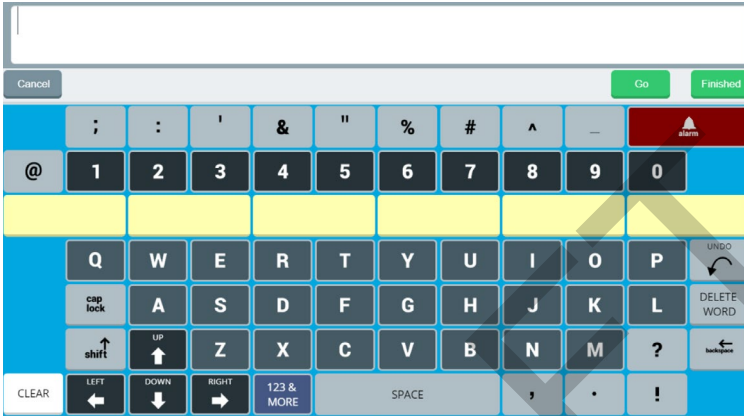 Cancel Go Finished
; : ' & " % # ^ _ alarm
@ 1 2 3 4 5 6 7 8 9 0
Q W E R T Y U I O P UNDO
cap lock A S D F G H J K L DELETE WORD
shift UP Z X C V B N M ? backspace
CLEAR LEFT DOWN RIGHT 123 & MORE SPACE , . !